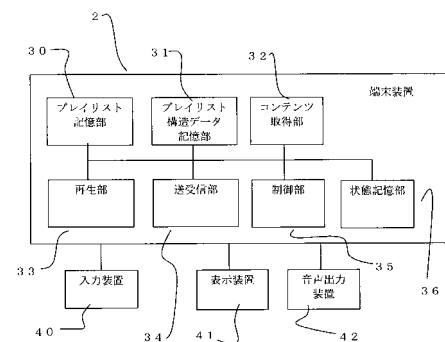 2
30
31
32
端末装置
プレイリスト
記憶部
プレイリスト
構造データ
記憶部
コンテンツ
取得部
再生部
送受信部
制御部
状態記憶部
33
34
35
36
入力装置
表示装置
音声出力
装置
40
41
42